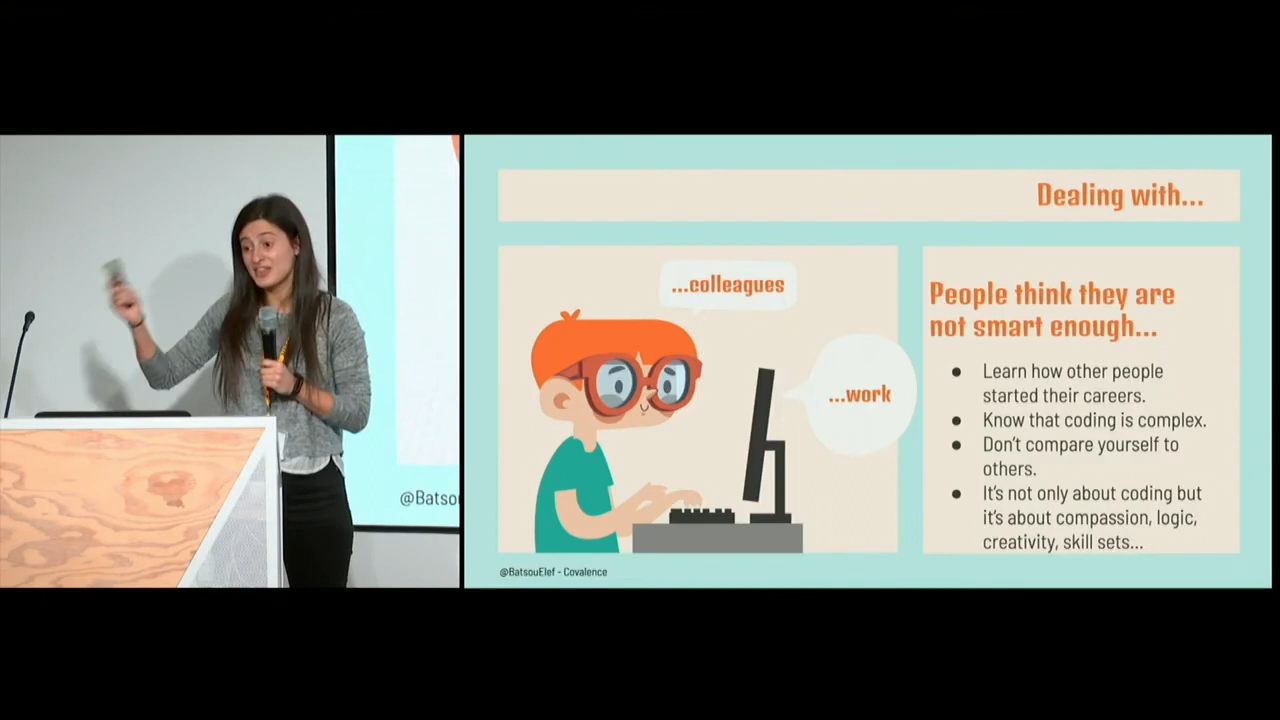 Dealing with...
...colleagues
...work
People think they are
not smart enough...
● Learn how other people
started their careers.
● Know that coding is complex.
● Don't compare yourself to
others.
● It's not only about coding but
it's about compassion, logic,
creativity, skill sets...
@BatsouElef - Covalence
@Batsou